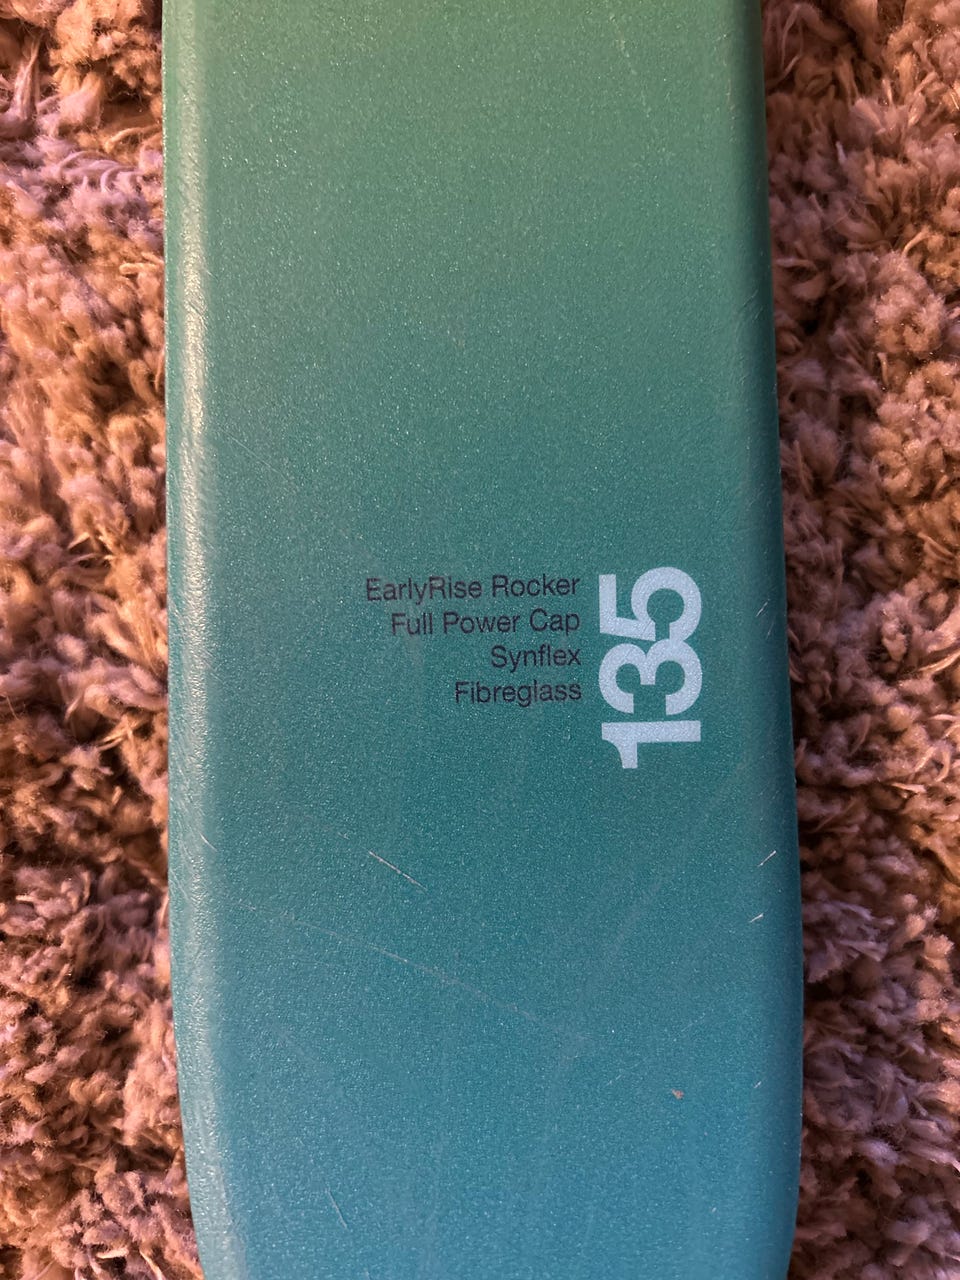 EarlyRise Rocker
Full Power Cap
Synflex
Fibreglass
135